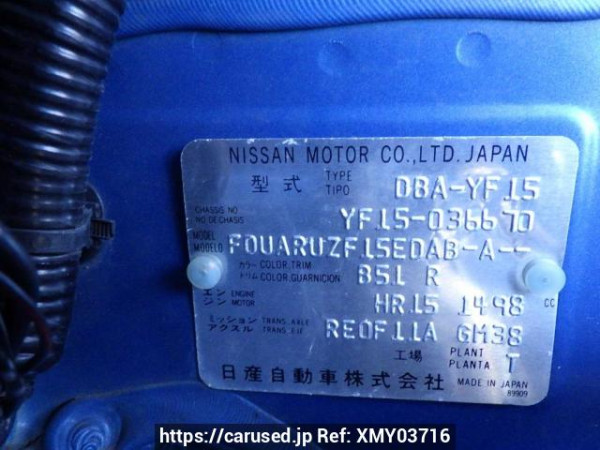 NISSAN MOTOR CO.,LTD. JAPAN
型式 TYPE TIPO DBA-YF15
CHASSIS NO NO DE CHASIS YF15-036670
MODEL MODELO FDUARUZF15EDAB-A--
カラー COLOR, TRIM
トリム COLOR, GUARNICION B51 R
エンジン ENGINE MOTOR HR15 1498 CC
ミッション TRANS. AXLE
アクスル TRANS. EJE RE0F11A GM38
工場 PLANT PLANTA T
日産自動車株式会社 MADE IN JAPAN
89909
https://carused.jp Ref: XMY03716